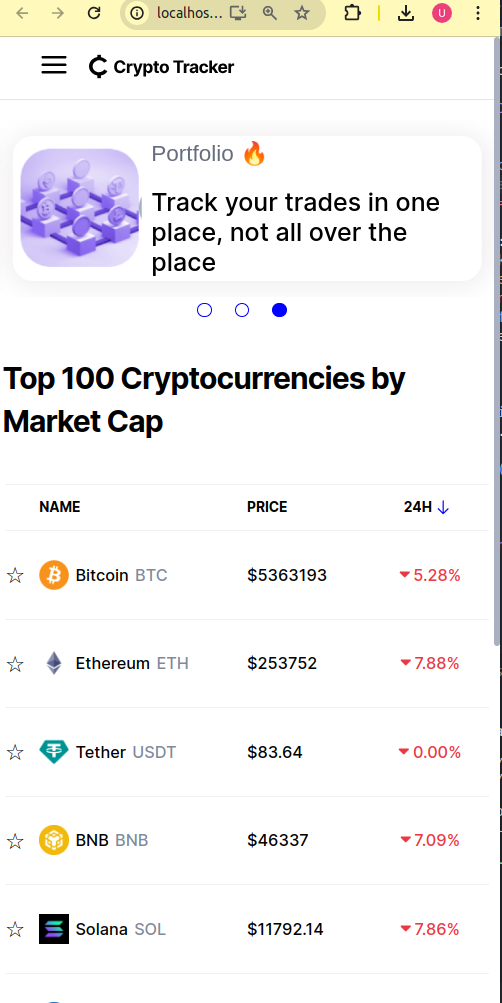 localhos...
U
Crypto Tracker
Portfolio 🔥
Track your trades in one
place, not all over the
place
Top 100 Cryptocurrencies by
Market Cap
NAME PRICE 24H ↓
☆ Bitcoin BTC $5363193 5.28%
☆ Ethereum ETH $253752 7.88%
☆ Tether USDT $83.64 0.00%
☆ BNB BNB $46337 7.09%
☆ Solana SOL $11792.14 7.86%